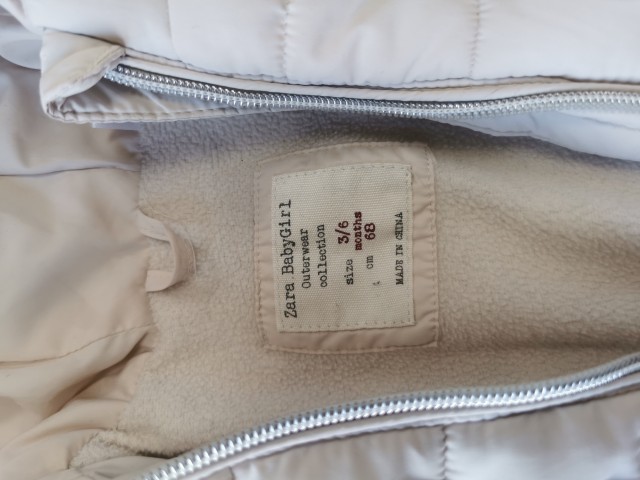 Zara BabyGirl
Outerwear
collection
size 3/6
months
cm 68
MADE IN CHINA